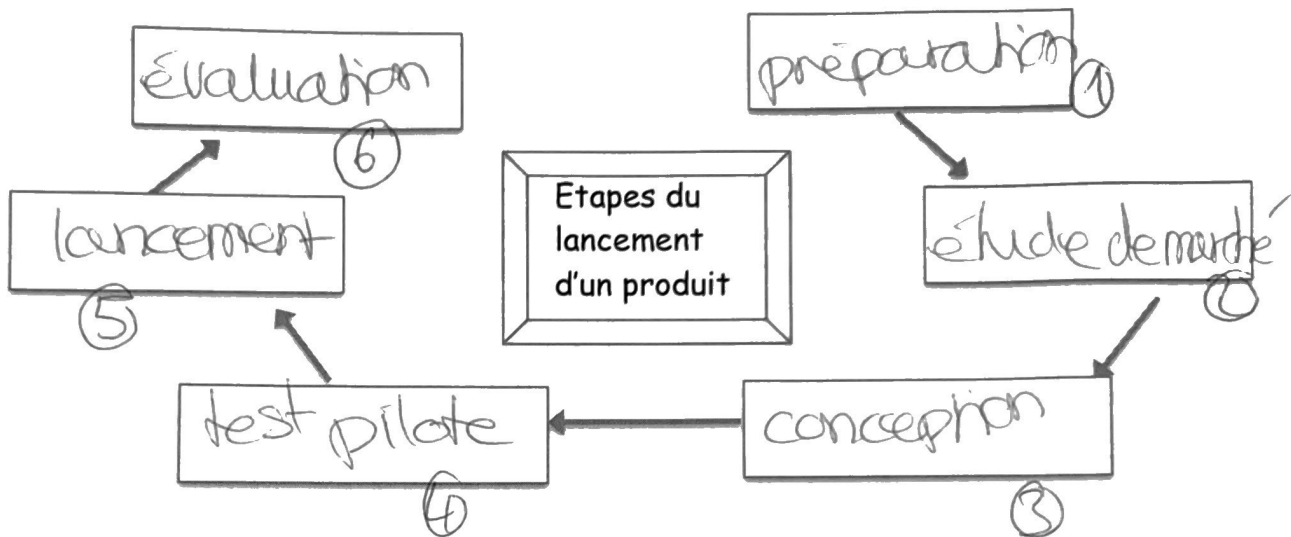 préparation
1
étude de marché
2
conception
3
test pilote
4
lancement
5
évaluation
6
Etapes du
lancement
d'un produit